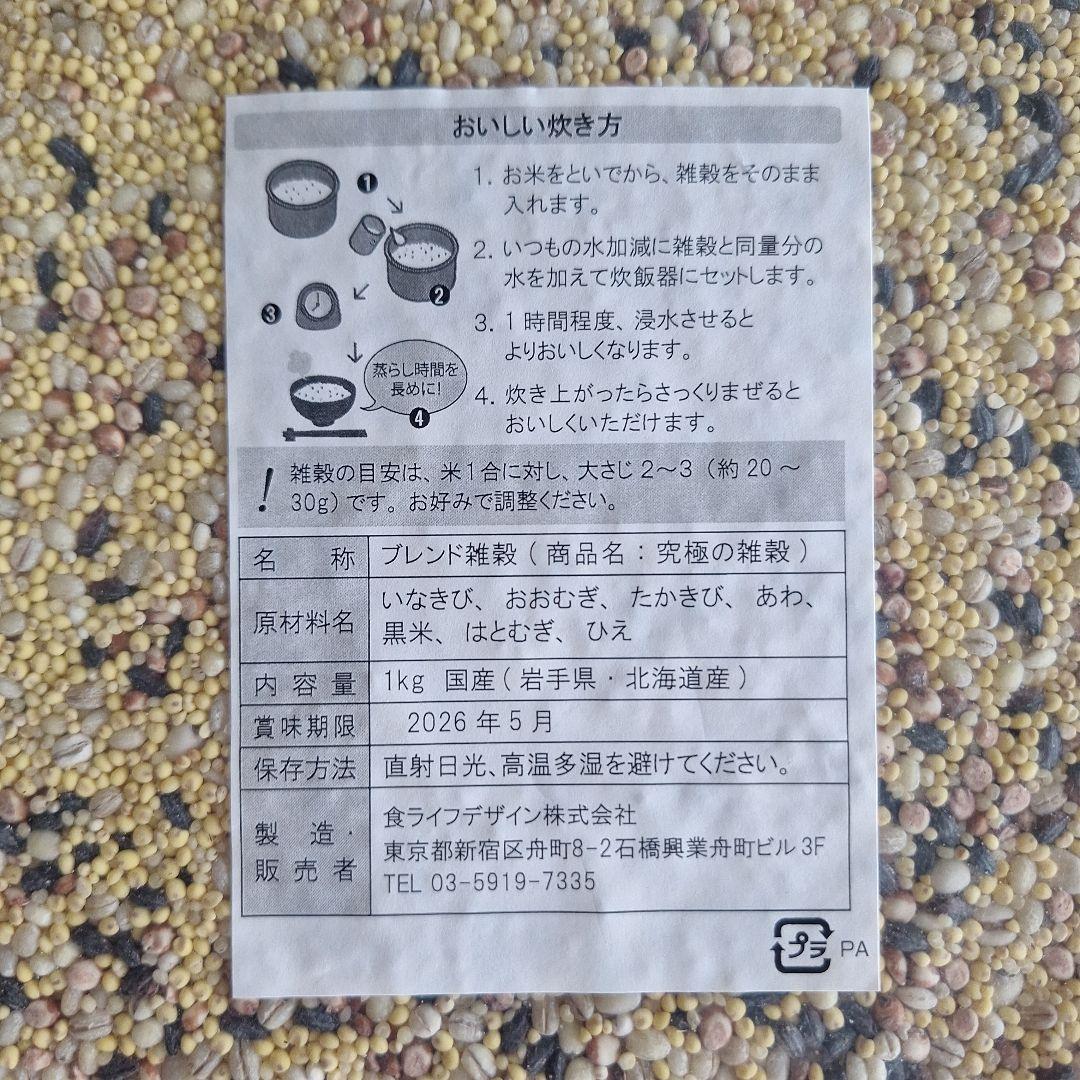 おいしい炊き方
1. お米をといでから、雑穀をそのまま
入れます。
2. いつもの水加減に雑穀と同量分の
水を加えて炊飯器にセットします。
3. 1時間程度、浸水させると
よりおいしくなります。
4. 炊き上がったらさっくりまぜると
おいしくいただけます。
1
2
3
蒸らし時間を
長めに!
4
! 雑穀の目安は、米1合に対し、大さじ2～3（約20～
30g）です。お好みで調整ください。
名称 ブレンド雑穀（商品名：究極の雑穀）
原材料名 いなきび、おおむぎ、たかきび、あわ、
黒米、はとむぎ、ひえ
内容量 1kg 国産（岩手県・北海道産）
賞味期限 2026年5月
保存方法 直射日光、高温多湿を避けてください。
製造・
販売者
食ライフデザイン株式会社
東京都新宿区舟町8-2石橋興業舟町ビル3F
TEL 03-5919-7335
プラ PA